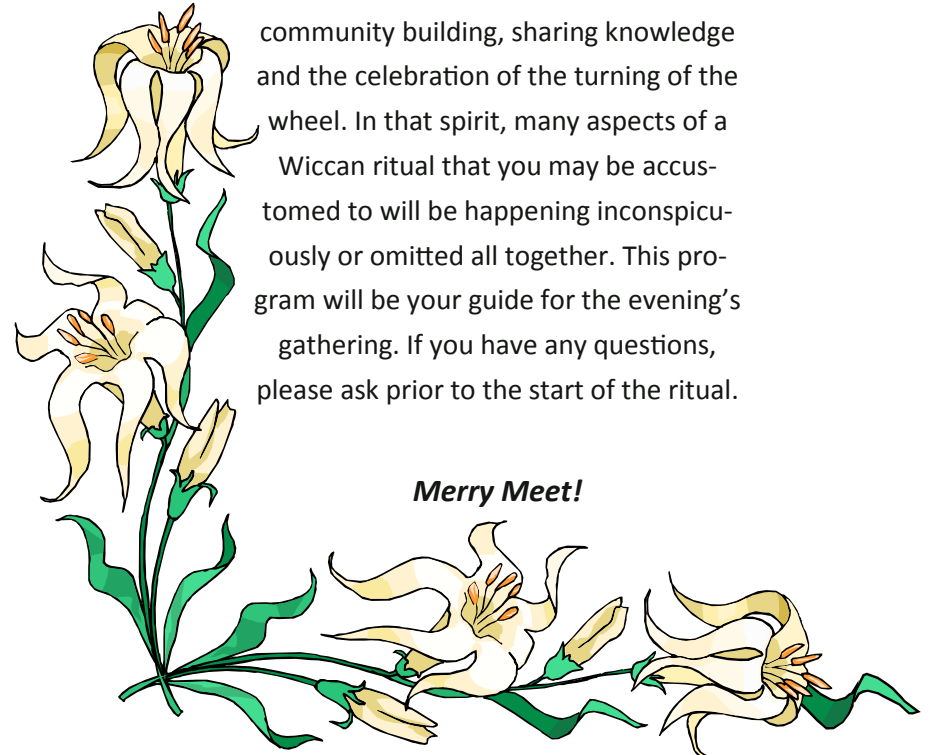 community building, sharing knowledge
and the celebration of the turning of the
wheel. In that spirit, many aspects of a
Wiccan ritual that you may be accus-
tomed to will be happening inconspicu-
ously or omitted all together. This pro-
gram will be your guide for the evening’s
gathering. If you have any questions,
please ask prior to the start of the ritual.
Merry Meet!